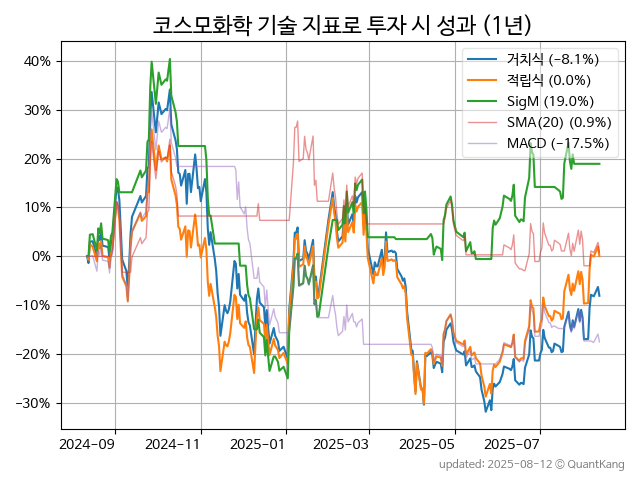 코스모화학 기술 지표로 투자 시 성과 (1년)
거치식 (−8.1%)
적립식 (0.0%)
SigM (19.0%)
SMA(20) (0.9%)
MACD (−17.5%)
40%
30%
20%
10%
0%
−10%
−20%
−30%
2024−09 2024−11 2025−01 2025−03 2025−05 2025−07
updated: 2025-08-12 © QuantKang